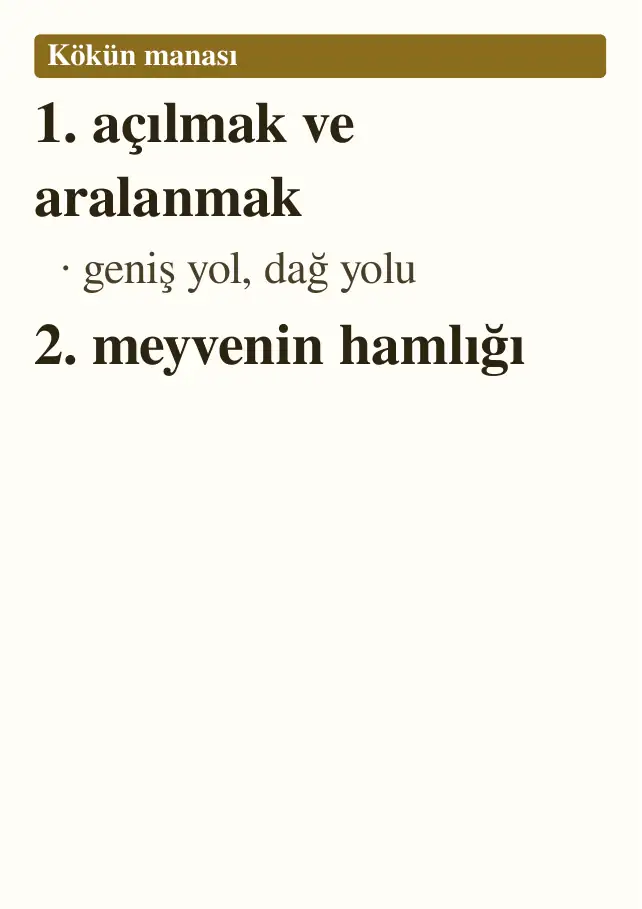 Kökün manası
1. açılmak ve
aralanmak
· geniş yol, dağ yolu
2. meyvenin hamlığı